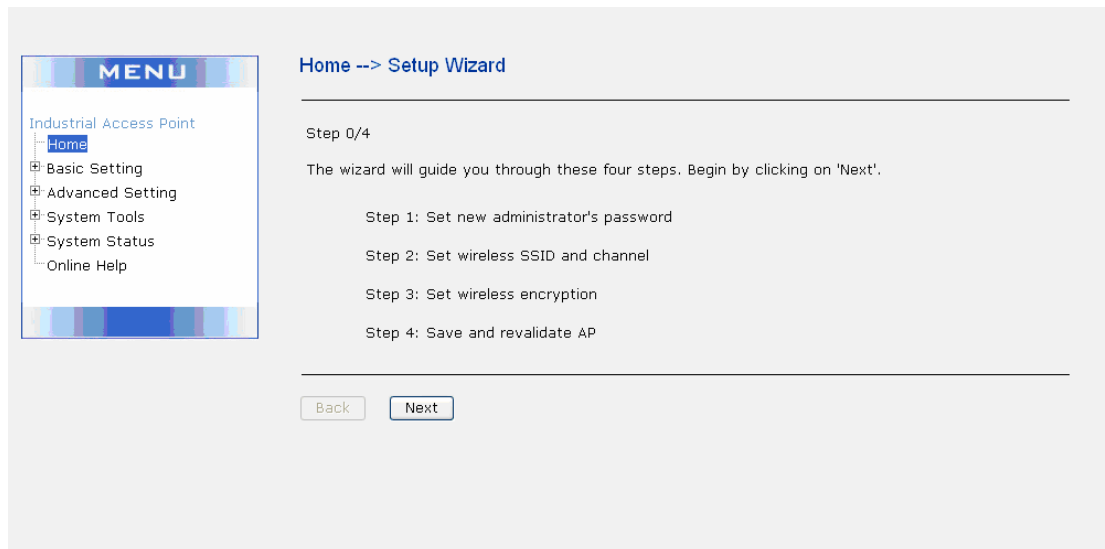 MENU
Industrial Access Point
Home
Basic Setting
Advanced Setting
System Tools
System Status
Online Help
Home --> Setup Wizard
Step 0/4
The wizard will guide you through these four steps. Begin by clicking on 'Next'.
Step 1: Set new administrator's password
Step 2: Set wireless SSID and channel
Step 3: Set wireless encryption
Step 4: Save and revalidate AP
Back Next